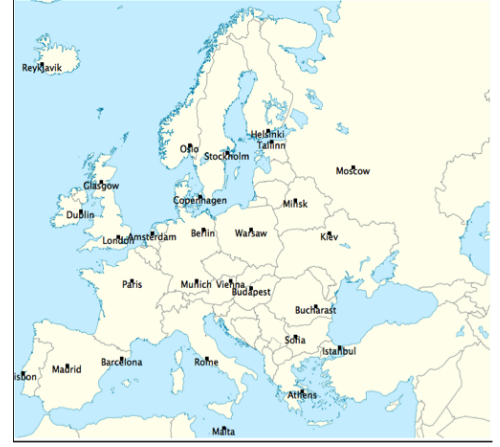 Reykjavik
Helsinki
Oslo
Tallinn
Stockholm
Moscow
Glasgow
Copenhagen
Minsk
Dublin
London
Amsterdam
Berlin
Warsaw
Kiev
Paris
Munich
Vienna
Budapest
Bucharast
Sofia
Istanbul
Barcelona
Rome
Madrid
isbon
Athens
Malta